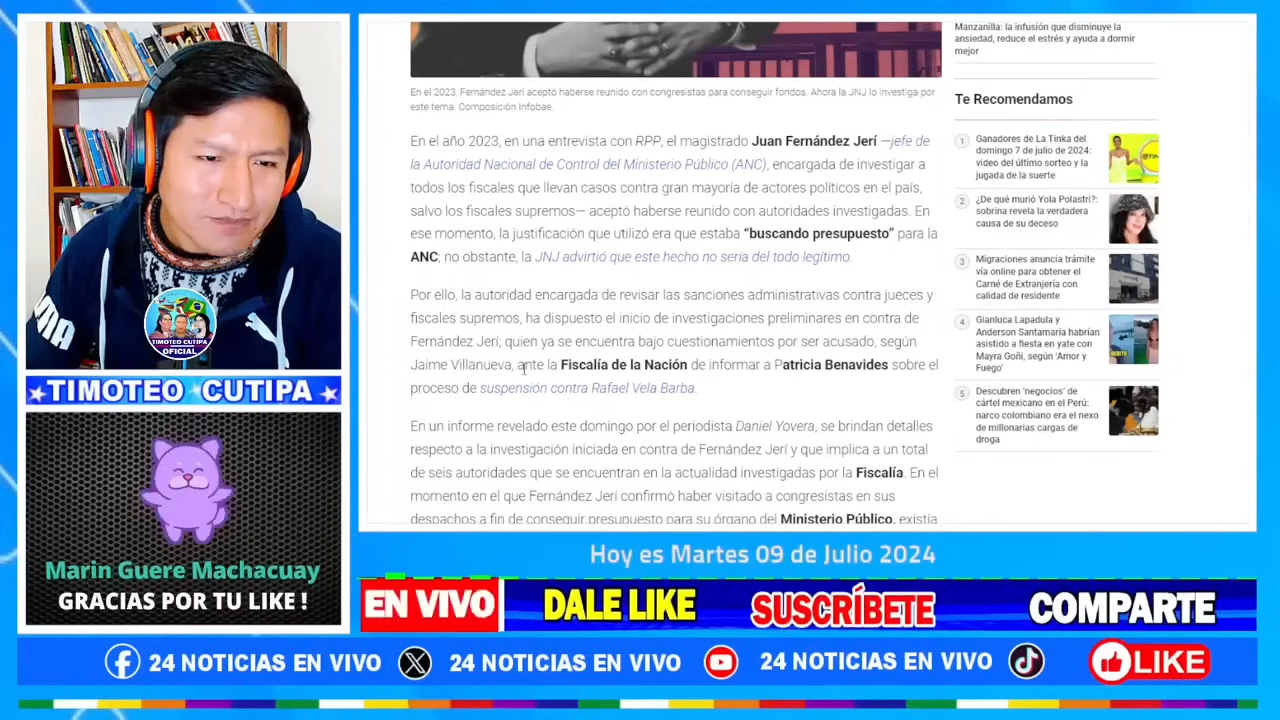 UMA
TIMOTEO CUTIPA
OFICIAL
TIMOTEO CUTIPA
Marin Guere Machacuay
GRACIAS POR TU LIKE !
En el 2023, Fernández Jerí aceptó haberse reunido con congresistas para conseguir fondos. Ahora la JNJ lo investiga por
este tema. Composición Infobae.
En el año 2023, en una entrevista con RPP, el magistrado Juan Fernández Jerí —jefe de
la Autoridad Nacional de Control del Ministerio Público (ANC), encargada de investigar a
todos los fiscales que llevan casos contra gran mayoría de actores políticos en el país,
salvo los fiscales supremos— aceptó haberse reunido con autoridades investigadas. En
ese momento, la justificación que utilizó era que estaba “buscando presupuesto” para la
ANC; no obstante, la JNJ advirtió que este hecho no sería del todo legítimo.
Por ello, la autoridad encargada de revisar las sanciones administrativas contra jueces y
fiscales supremos, ha dispuesto el inicio de investigaciones preliminares en contra de
Fernández Jerí; quien ya se encuentra bajo cuestionamientos por ser acusado, según
Jaime Villanueva, ante la Fiscalía de la Nación de informar a Patricia Benavides sobre el
proceso de suspensión contra Rafael Vela Barba.
En un informe revelado este domingo por el periodista Daniel Yovera, se brindan detalles
respecto a la investigación iniciada en contra de Fernández Jerí y que implica a un total
de seis autoridades que se encuentran en la actualidad investigadas por la Fiscalía. En el
momento en el que Fernández Jerí confirmó haber visitado a congresistas en sus
despachos a fin de conseguir presupuesto para su órgano del Ministerio Público, existía
Manzanilla: la infusión que disminuye la
ansiedad, reduce el estrés y ayuda a dormir
mejor
Te Recomendamos
1 Ganadores de La Tinka del
domingo 7 de julio de 2024:
video del último sorteo y la
jugada de la suerte
2 ¿De qué murió Yola Polastri?:
sobrina revela la verdadera
causa de su deceso
3 Migraciones anuncia trámite
vía online para obtener el
Carné de Extranjería con
calidad de residente
4 Gianluca Lapadula y
Anderson Santamaría habrían
asistido a fiesta en yate con
Mayra Goñi, según 'Amor y
Fuego'
5 Descubren 'negocios' de
cártel mexicano en el Perú:
narco colombiano era el nexo
de millonarias cargas de
droga
Hoy es Martes 09 de Julio 2024
EN VIVO DALE LIKE SUSCRÍBETE COMPARTE
24 NOTICIAS EN VIVO 24 NOTICIAS EN VIVO 24 NOTICIAS EN VIVO LIKE